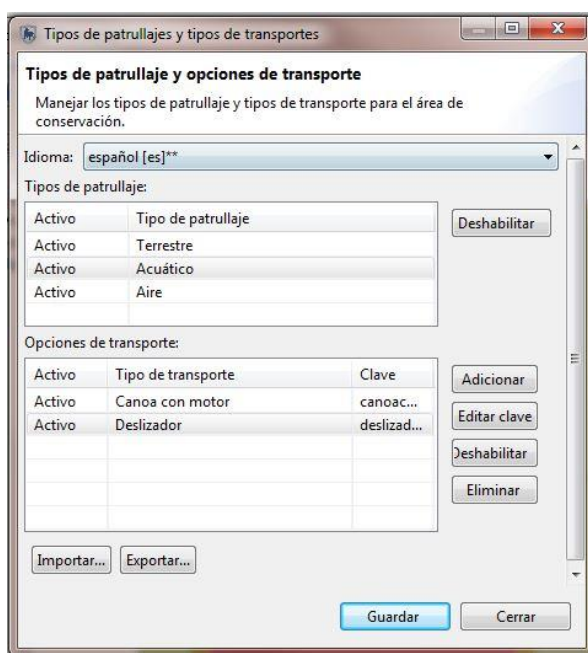 Tipos de patrullajes y tipos de transportes
Tipos de patrullaje y opciones de transporte
Manejar los tipos de patrullaje y tipos de transporte para el área de
conservación.
Idioma: español [es]**
Tipos de patrullaje:
Activo Tipo de patrullaje
Activo Terrestre
Activo Acuático
Activo Aire
Deshabilitar
Opciones de transporte:
Activo Tipo de transporte Clave
Activo Canoa con motor canoac...
Activo Deslizador deslizad...
Adicionar
Editar clave
Deshabilitar
Eliminar
Importar... Exportar...
Guardar Cerrar